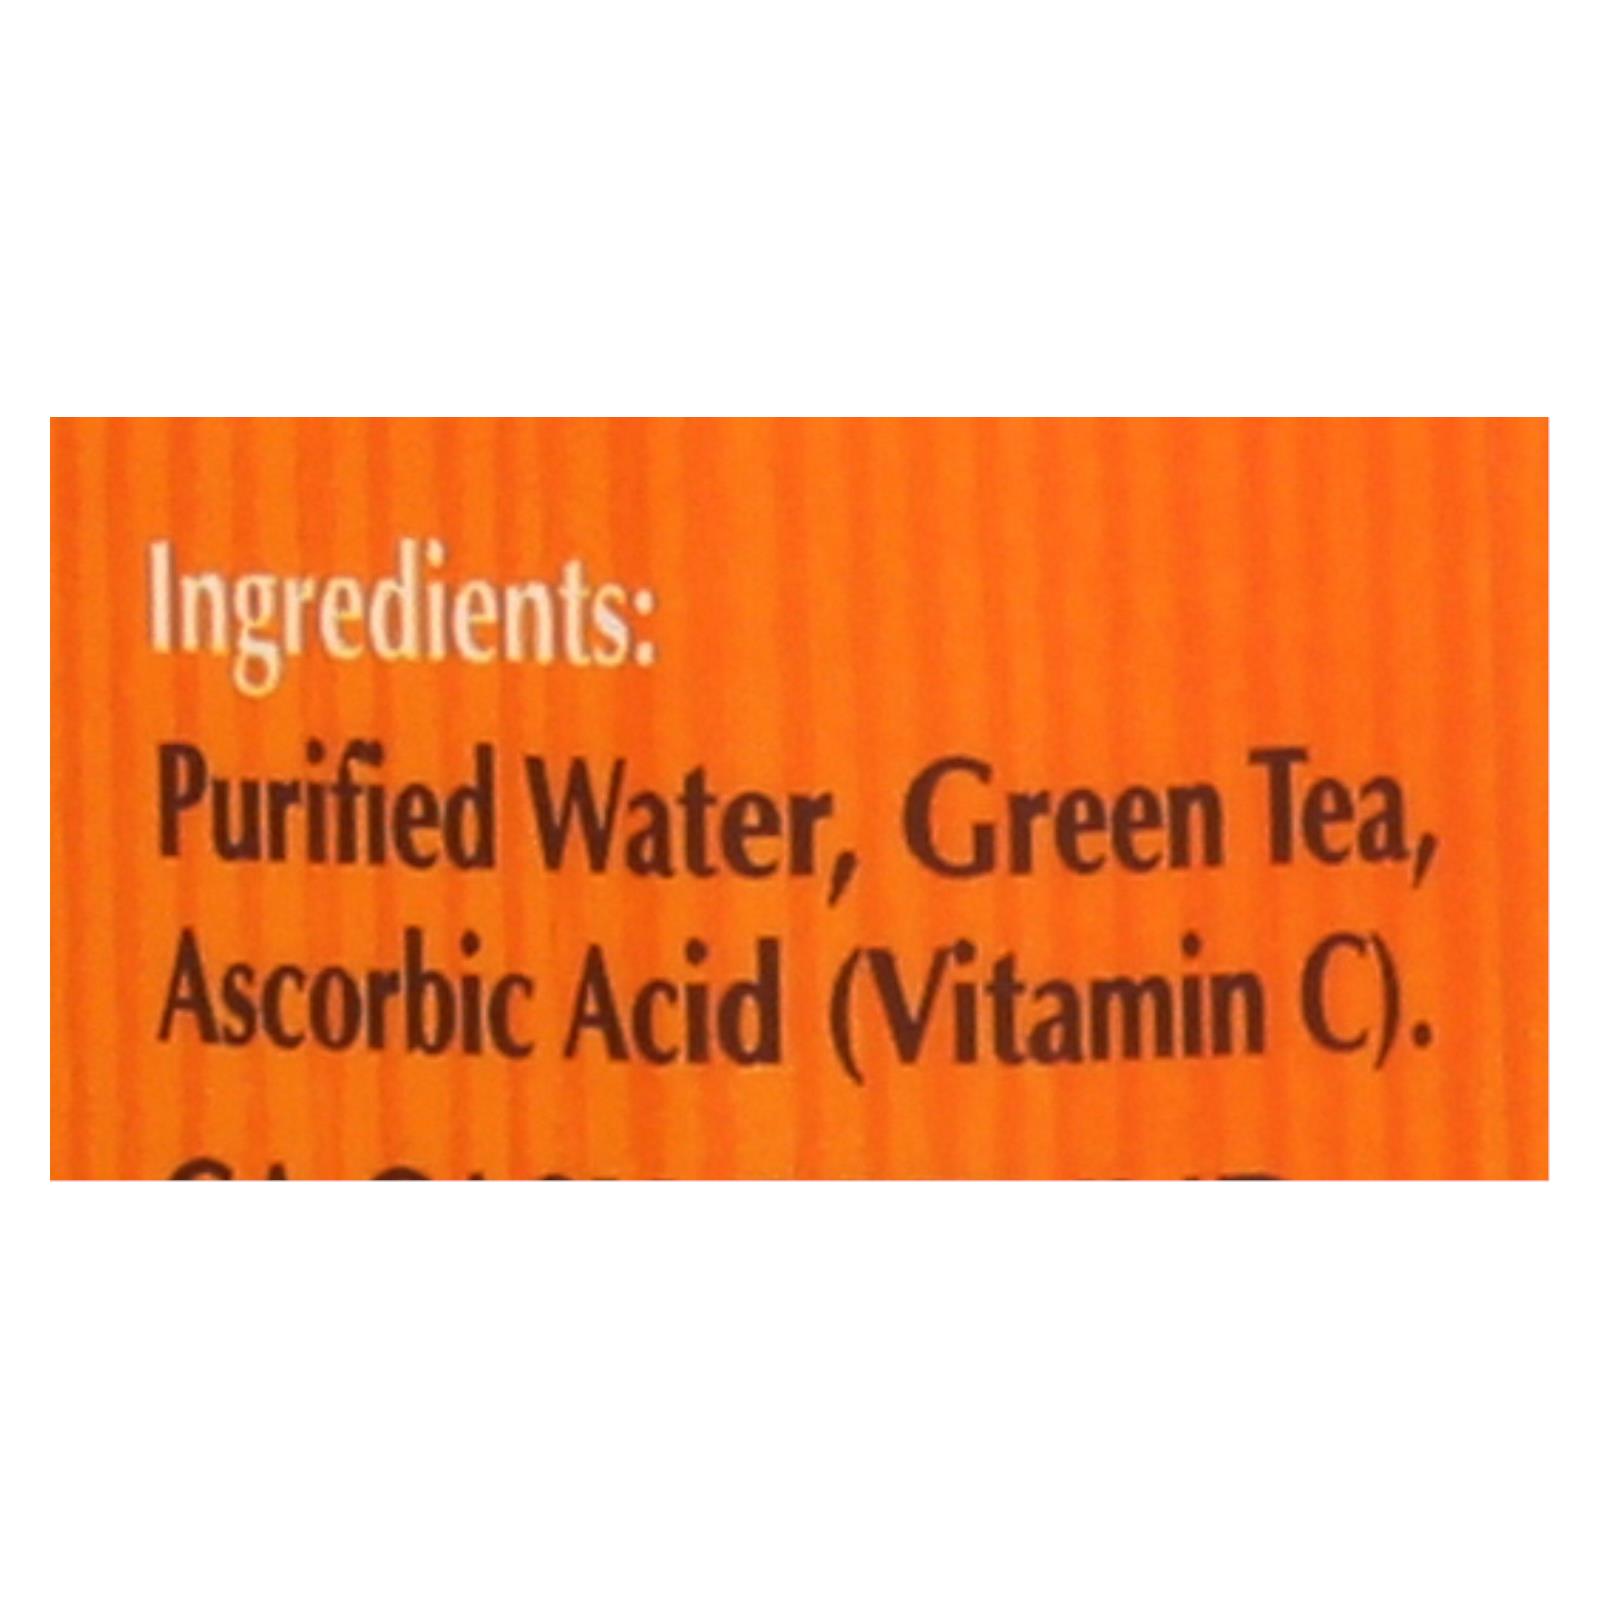 Ingredients:
Purified Water, Green Tea,
Ascorbic Acid (Vitamin C).